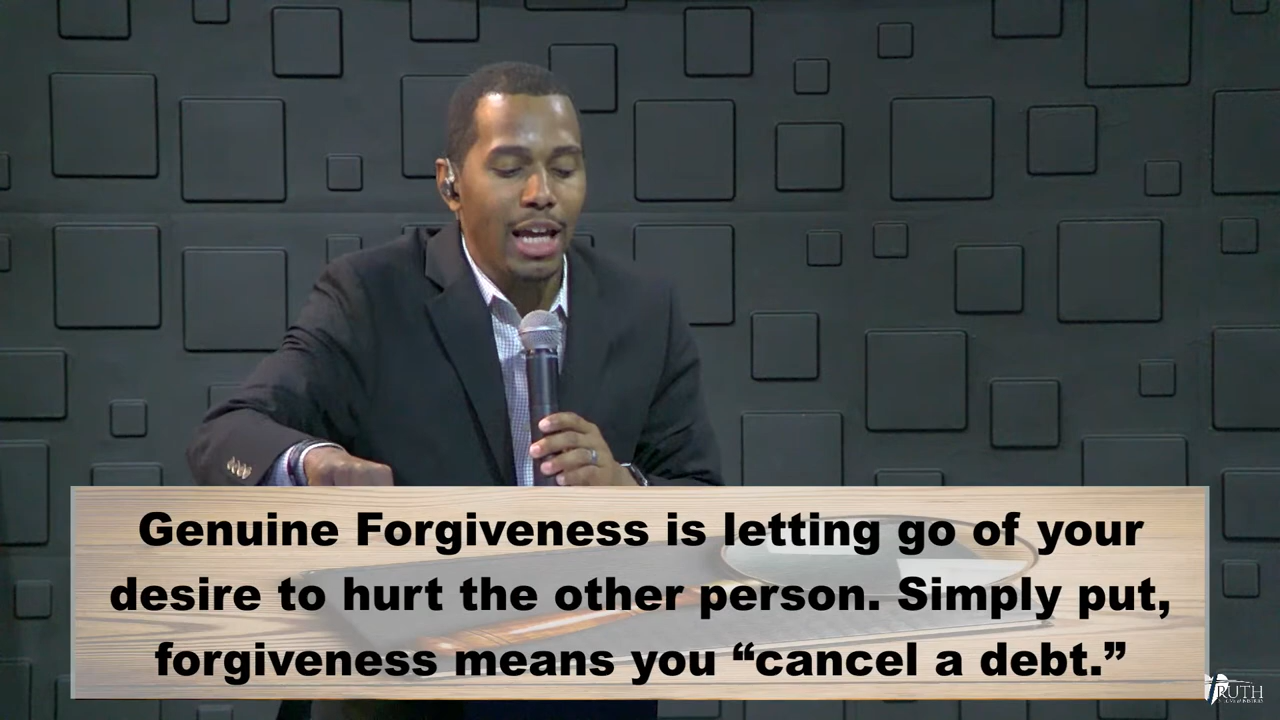 Genuine Forgiveness is letting go of your
desire to hurt the other person. Simply put,
forgiveness means you “cancel a debt.”
TRUTH